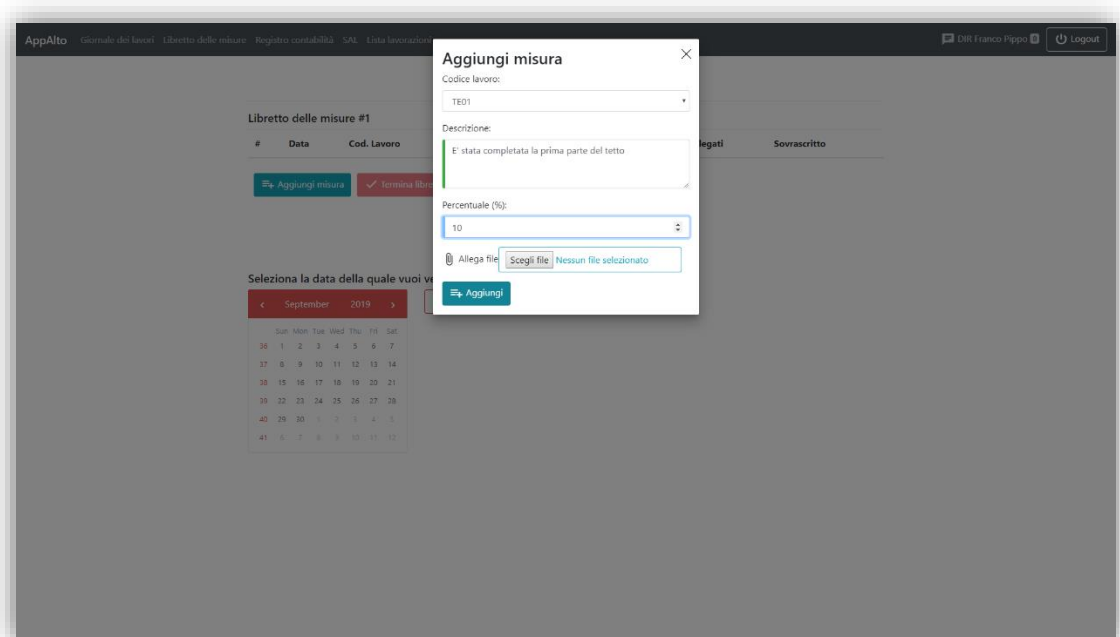 AppAlto Giornale dei lavori Libretto delle misure Registro contabilità SAL Lista lavorazioni DIR Franco Pippo Logout
Aggiungi misura
Codice lavoro:
TE01
Libretto delle misure #1
Descrizione:
# Data Cod. Lavoro legati Sovrascritto
E' stata completata la prima parte del tetto
Aggiungi misura Termina libre
Percentuale (%):
10
Allega file Scegli file Nessun file selezionato
Seleziona la data della quale vuoi ve
Aggiungi
September 2019
Sun Mon Tue Wed Thu Fri Sat
36 1 2 3 4 5 6 7
37 8 9 10 11 12 13 14
38 15 16 17 18 19 20 21
39 22 23 24 25 26 27 28
40 29 30 1 2 3 4 5
41 6 7 8 9 10 11 12